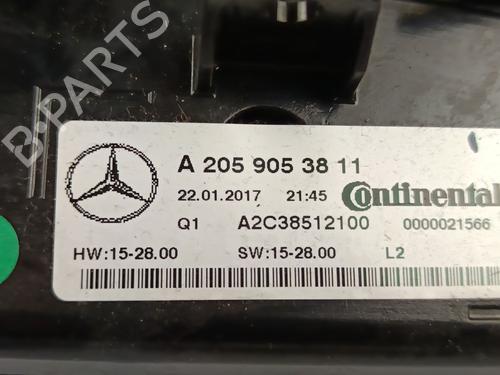 B-PARTS
A 205 905 38 11
22.01.2017 21:45 Continental
Q1 A2C38512100 0000021566
HW:15-28.00 SW:15-28.00 L2